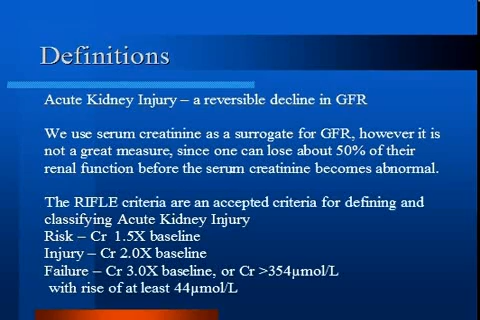 Definitions
Acute Kidney Injury – a reversible decline in GFR
We use serum creatinine as a surrogate for GFR, however it is
not a great measure, since one can lose about 50% of their
renal function before the serum creatinine becomes abnormal.
The RIFLE criteria are an accepted criteria for defining and
classifying Acute Kidney Injury
Risk – Cr 1.5X baseline
Injury – Cr 2.0X baseline
Failure – Cr 3.0X baseline, or Cr >354µmol/L
with rise of at least 44µmol/L